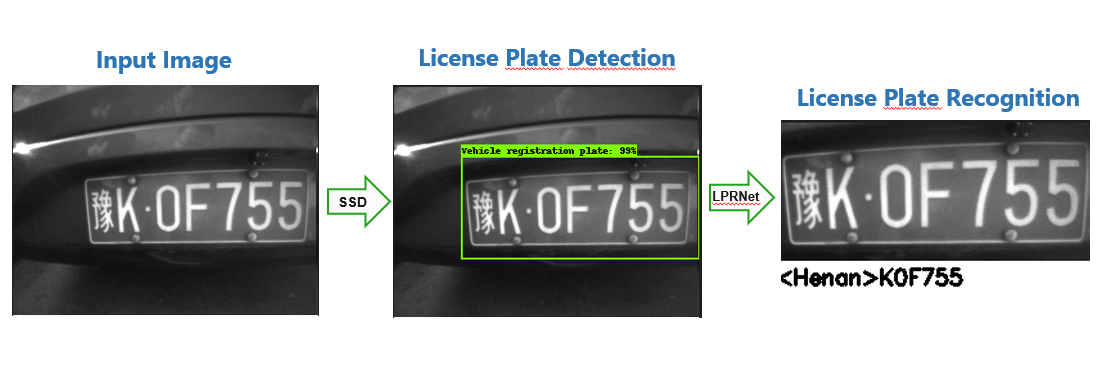 Input Image
License Plate Detection
License Plate Recognition
Vehicle registration plate: 99%
豫K·0F755
SSD
豫K·0F755
LPRNet
豫K·0F755
<Henan>K0F755